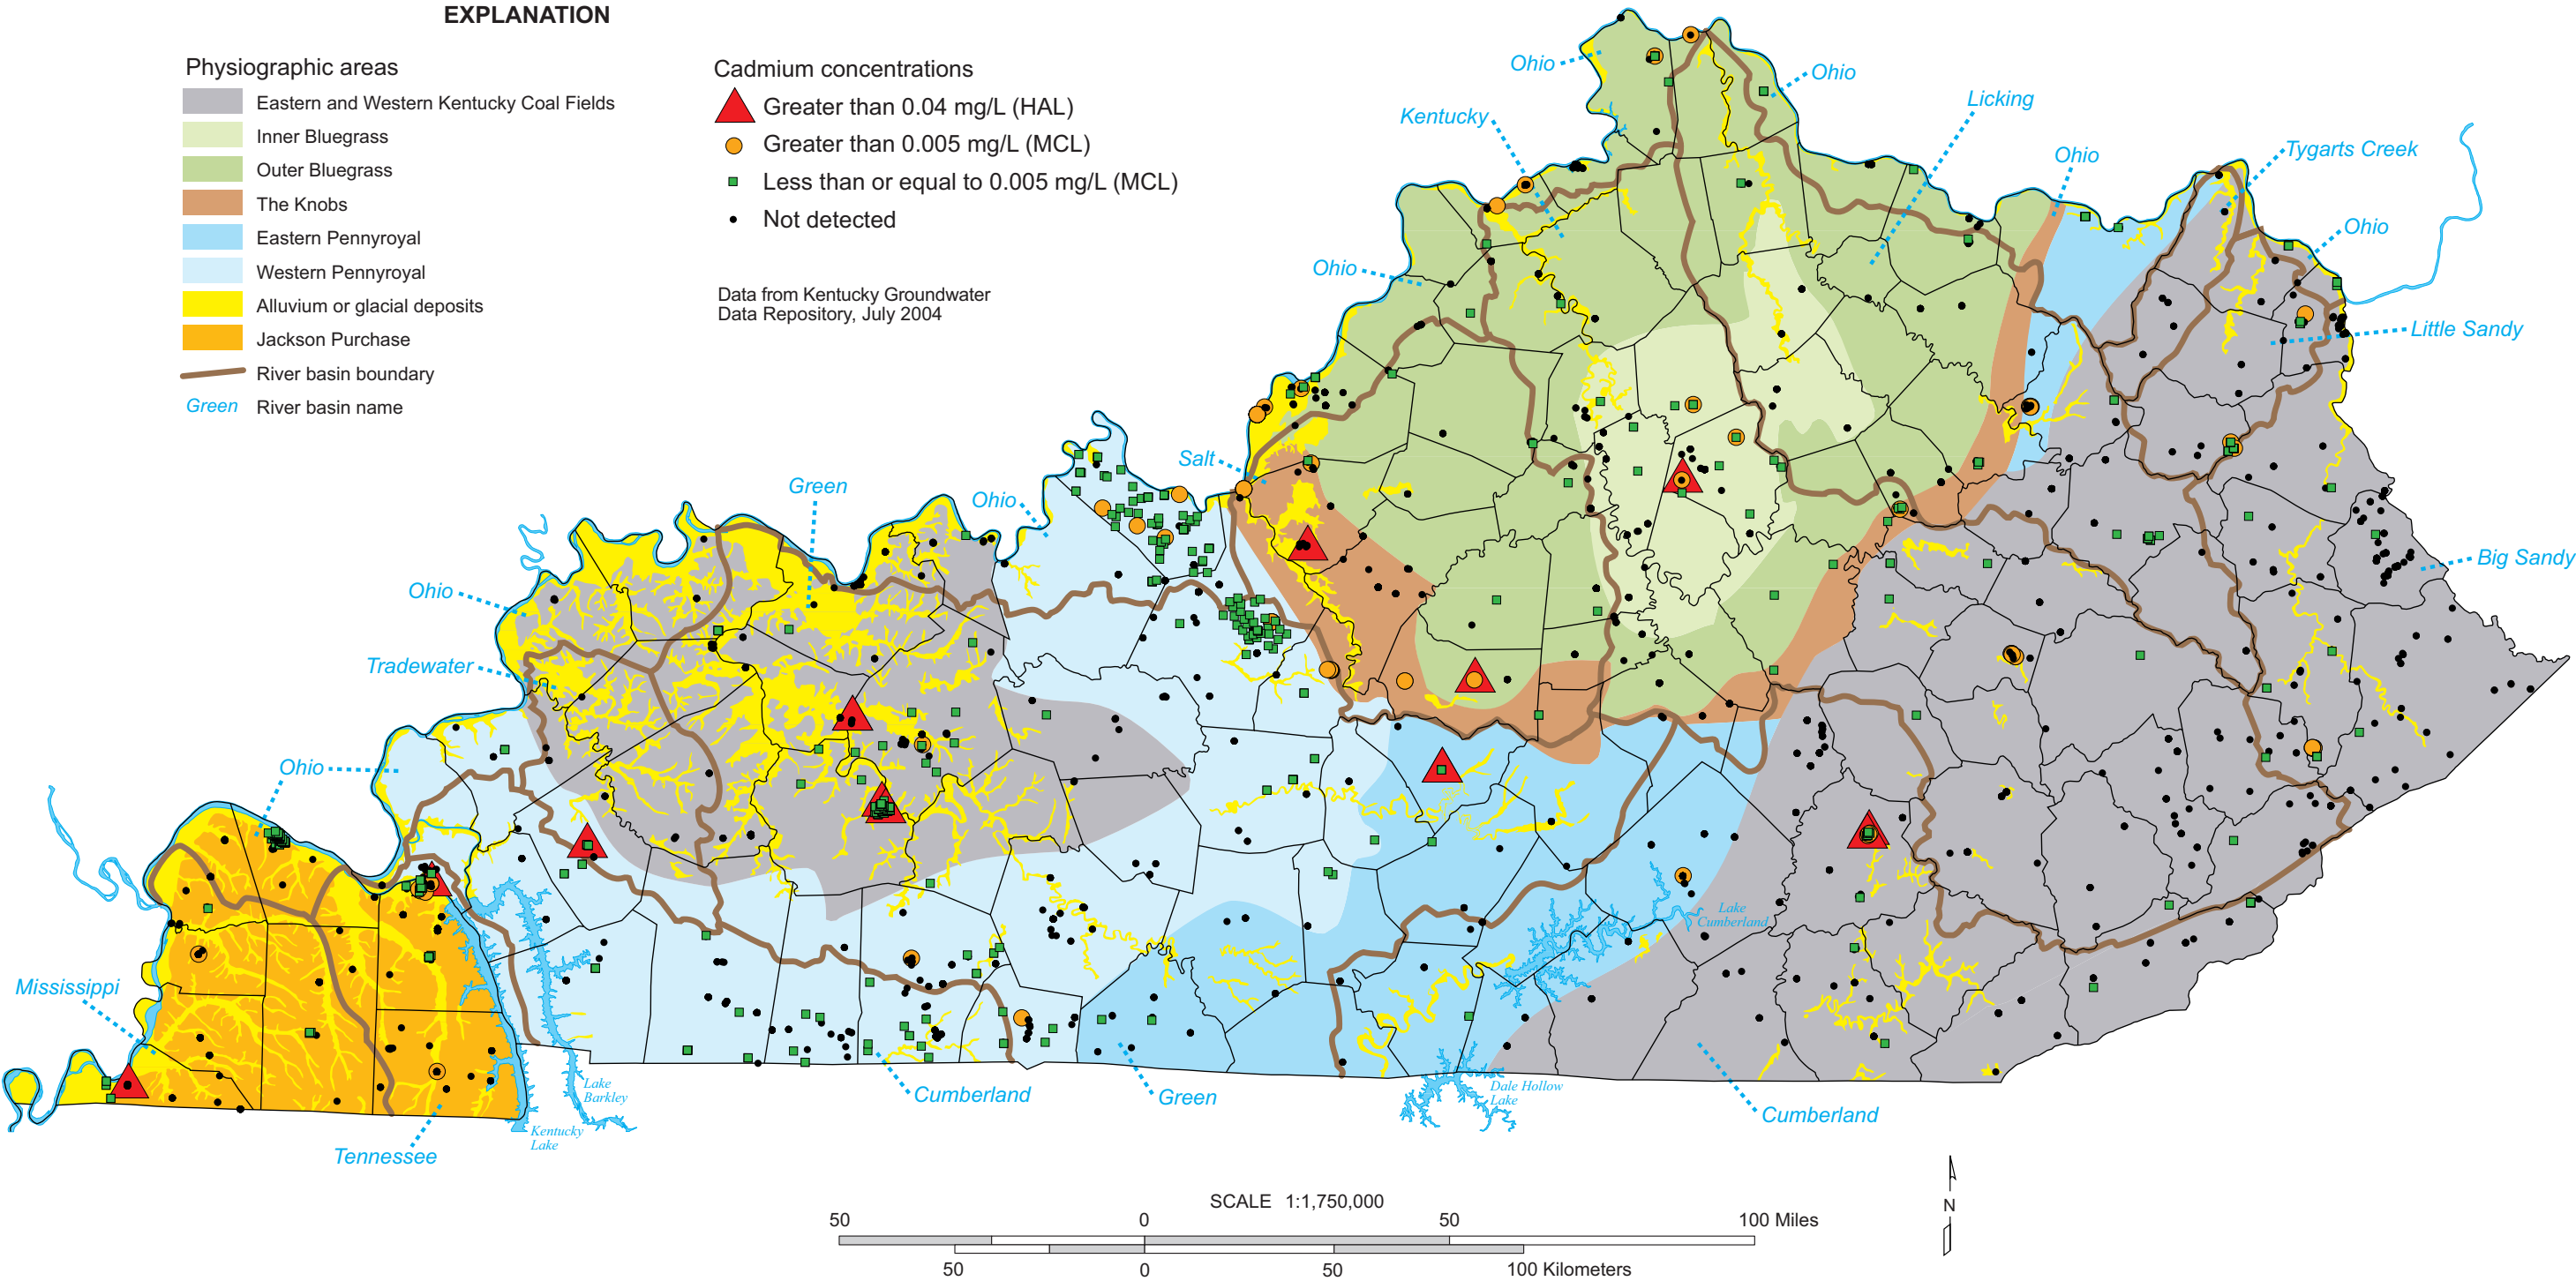 EXPLANATION
Physiographic areas
Eastern and Western Kentucky Coal Fields
Inner Bluegrass
Outer Bluegrass
The Knobs
Eastern Pennyroyal
Western Pennyroyal
Alluvium or glacial deposits
Jackson Purchase
River basin boundary
Green River basin name
Cadmium concentrations
Greater than 0.04 mg/L (HAL)
Greater than 0.005 mg/L (MCL)
Less than or equal to 0.005 mg/L (MCL)
Not detected
Data from Kentucky Groundwater
Data Repository, July 2004
Ohio
Ohio
Kentucky
Licking
Ohio
Tygarts Creek
Ohio
Ohio
Little Sandy
Salt
Green
Ohio
Big Sandy
Ohio
Tradewater
Ohio
Lake
Cumberland
Mississippi
Lake
Barkley
Cumberland
Green
Dale Hollow
Lake
Cumberland
Kentucky
Lake
Tennessee
SCALE 1:1,750,000
50 0 50 100 Miles
50 0 50 100 Kilometers
N